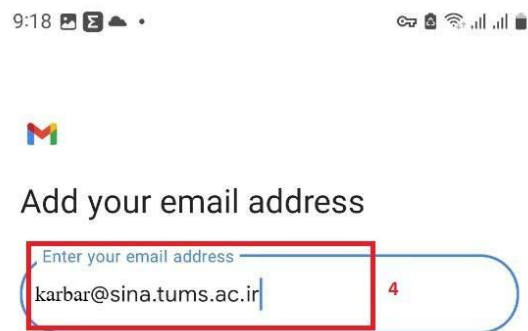 9:18
Add your email address
Enter your email address
karbar@sina.tums.ac.ir
4